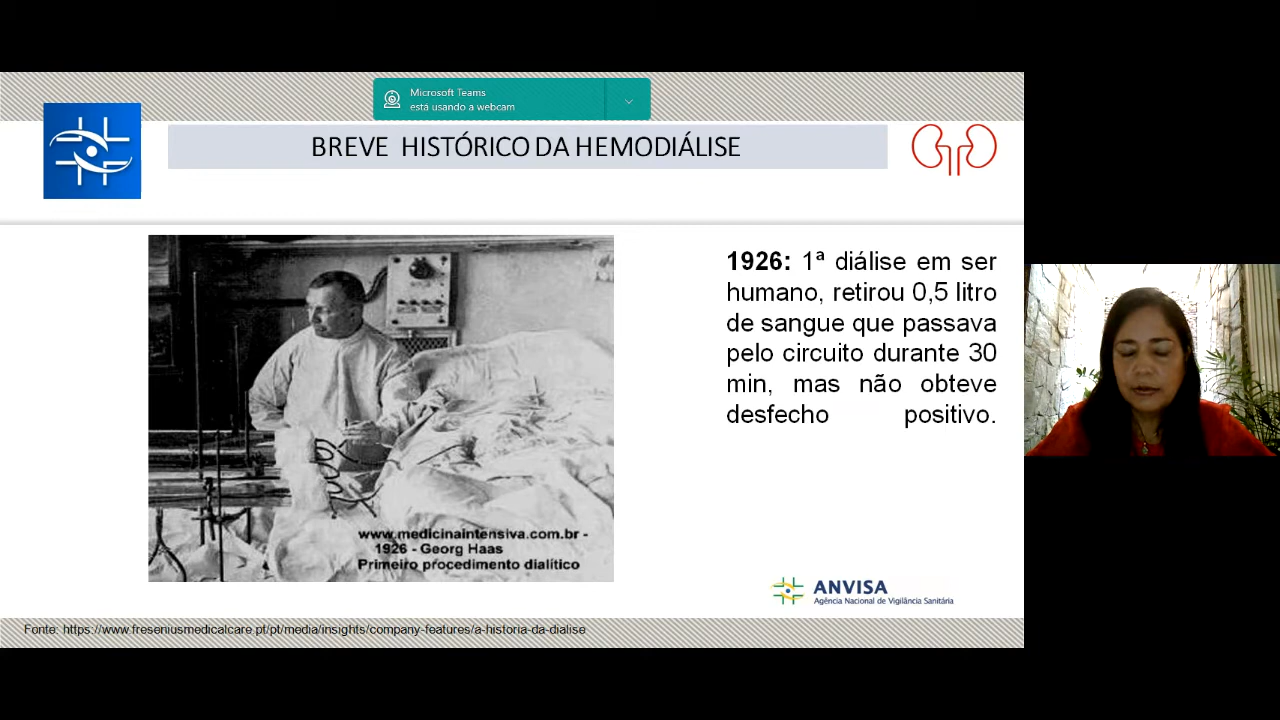 Microsoft Teams
está usando a webcam
BREVE HISTÓRICO DA HEMODIÁLISE
1926: 1ª diálise em ser
humano, retirou 0,5 litro
de sangue que passava
pelo circuito durante 30
min, mas não obteve
desfecho positivo.
www.medicinaintensiva.com.br -
1926 - Georg Haas
Primeiro procedimento dialítico
ANVISA
Agência Nacional de Vigilância Sanitária
Fonte: https://www.freseniusmedicalcare.pt/pt/media/insights/company-features/a-historia-da-dialise